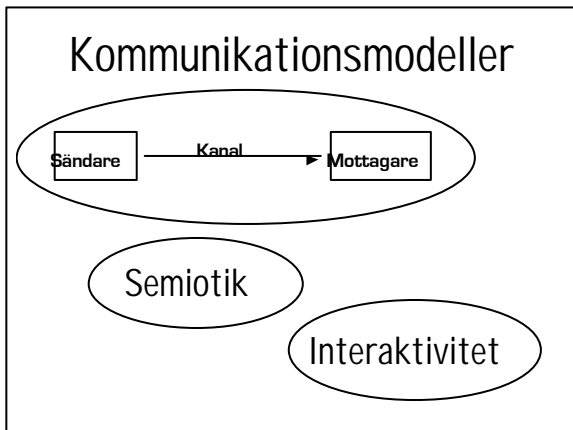 Kommunikationsmodeller
Sändare Kanal Mottagare
Semiotik
Interaktivitet